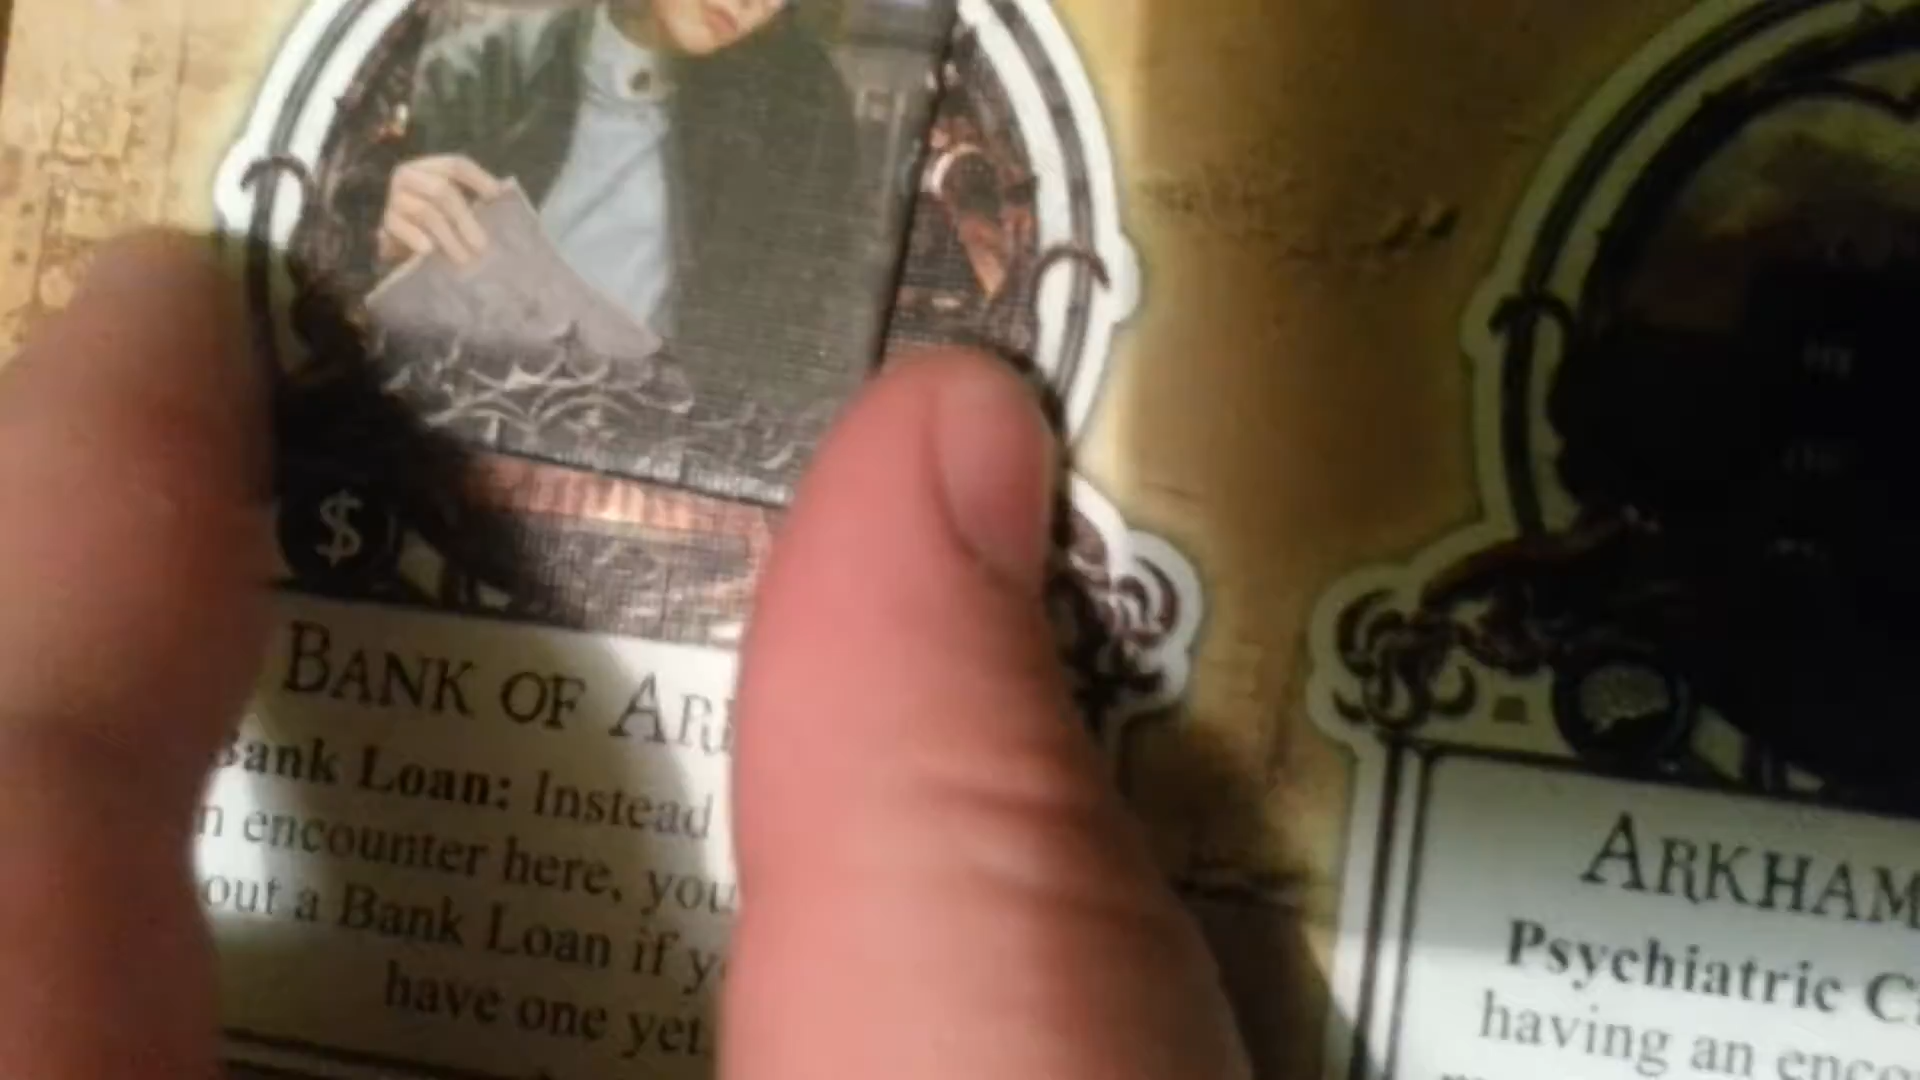 $
BANK OF AR
Bank Loan: Instead
n encounter here, you
out a Bank Loan if y
have one yet.
ARKHAM
Psychiatric C
having an enco